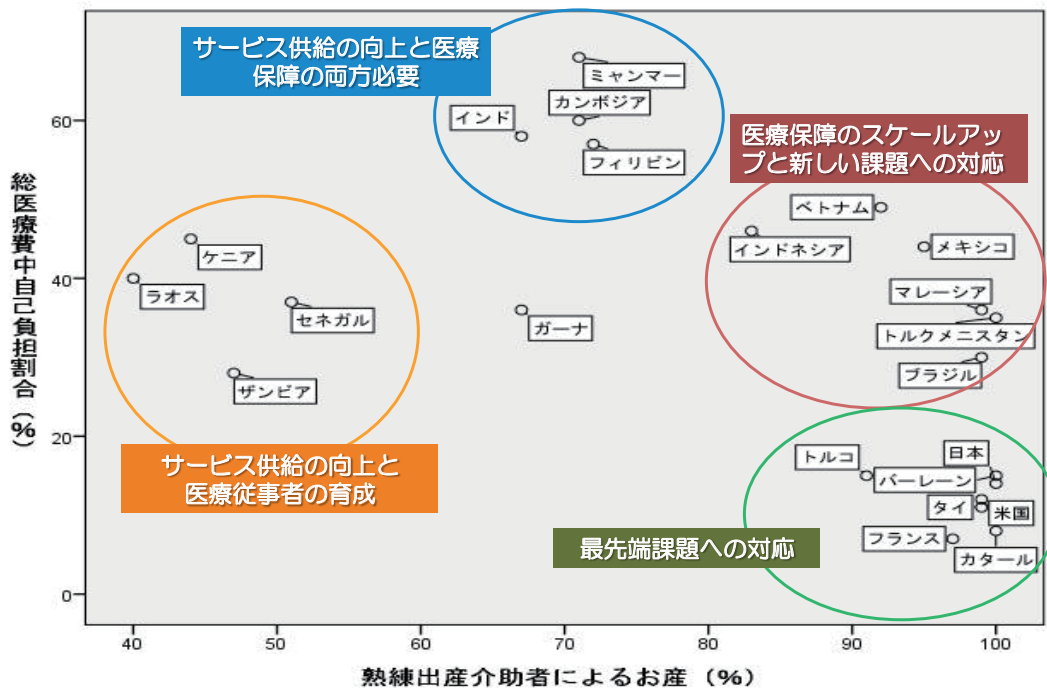 サービス供給の向上と医療
保障の両方必要
ミャンマー
カンボジア
インド
フィリピン
医療保障のスケールアッ
プと新しい課題への対応
ベトナム
インドネシア
メキシコ
マレーシア
トルクメニスタン
ブラジル
ケニア
ラオス
セネガル
ザンビア
ガーナ
サービス供給の向上と
医療従事者の育成
トルコ
日本
バーレーン
タイ
米国
フランス
カタール
最先端課題への対応
総医療費中自己負担割合(%)
60
40
20
0
40 50 60 70 80 90 100
熟練出産介助者によるお産(%)